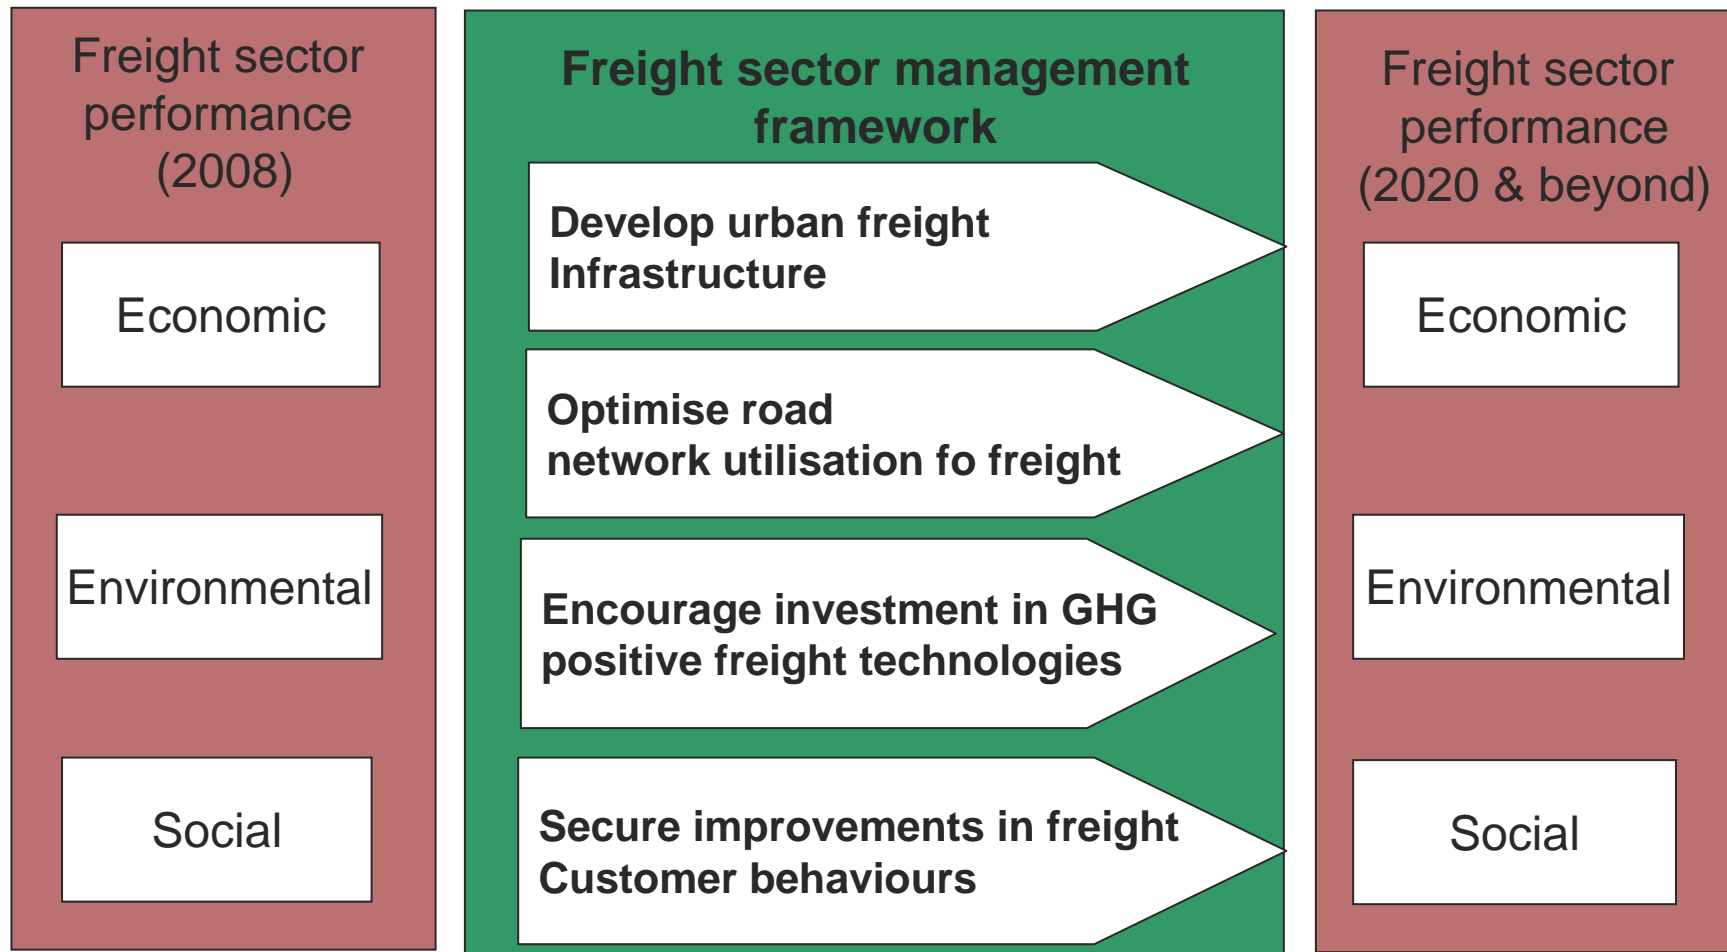 Freight sector
performance
(2008)
Economic
Environmental
Social
Freight sector management
framework
Develop urban freight
Infrastructure
Optimise road
network utilisation fo freight
Encourage investment in GHG
positive freight technologies
Secure improvements in freight
Customer behaviours
Freight sector
performance
(2020 & beyond)
Economic
Environmental
Social